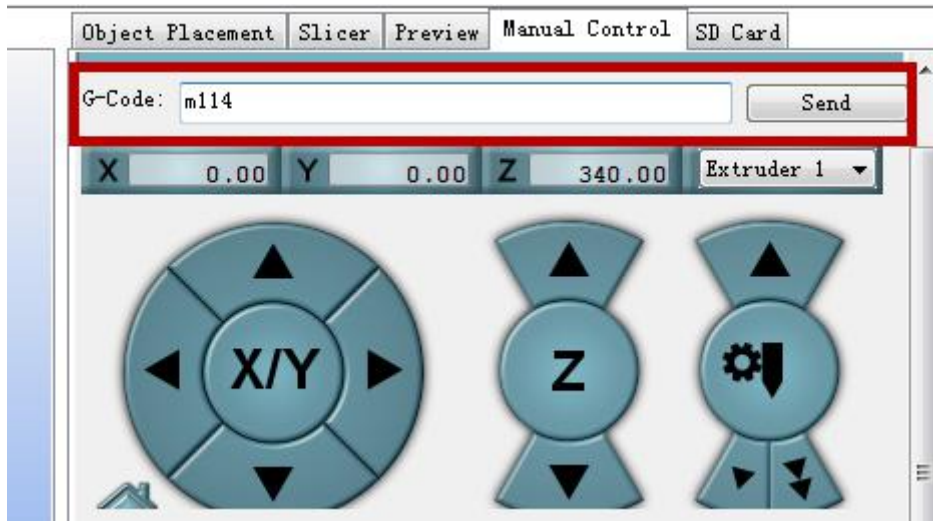 Object Placement Slicer Preview Manual Control SD Card
G-Code: m114 Send
X 0.00 Y 0.00 Z 340.00 Extruder 1
X/Y Z